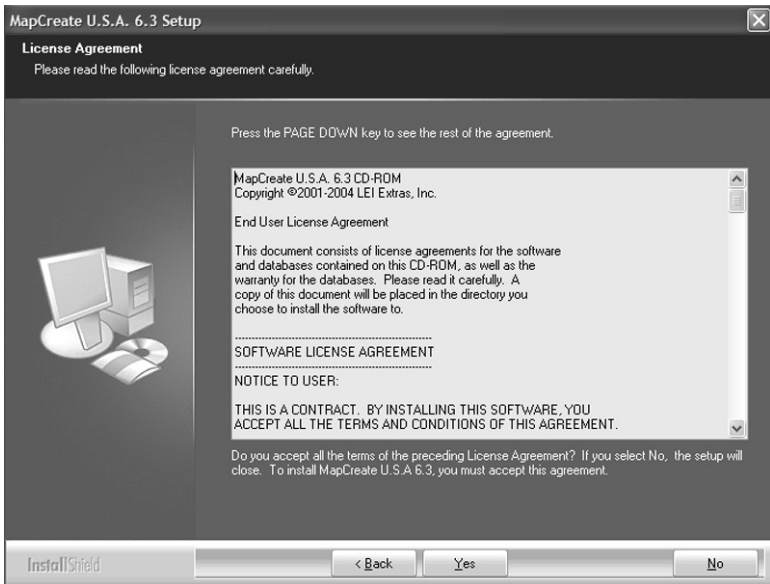 MapCreate U.S.A. 6.3 Setup
License Agreement
Please read the following license agreement carefully.
Press the PAGE DOWN key to see the rest of the agreement.
MapCreate U.S.A. 6.3 CD-ROM
Copyright ©2001-2004 LEI Extras, Inc.
End User License Agreement
This document consists of license agreements for the software
and databases contained on this CD-ROM, as well as the
warranty for the databases. Please read it carefully. A
copy of this document will be placed in the directory you
choose to install the software to.
----------------------------------------------------
SOFTWARE LICENSE AGREEMENT
----------------------------------------------------
NOTICE TO USER:
THIS IS A CONTRACT. BY INSTALLING THIS SOFTWARE, YOU
ACCEPT ALL THE TERMS AND CONDITIONS OF THIS AGREEMENT.
Do you accept all the terms of the preceding License Agreement? If you select No, the setup will
close. To install MapCreate U.S.A 6.3, you must accept this agreement.
InstallShield
< Back
Yes
No